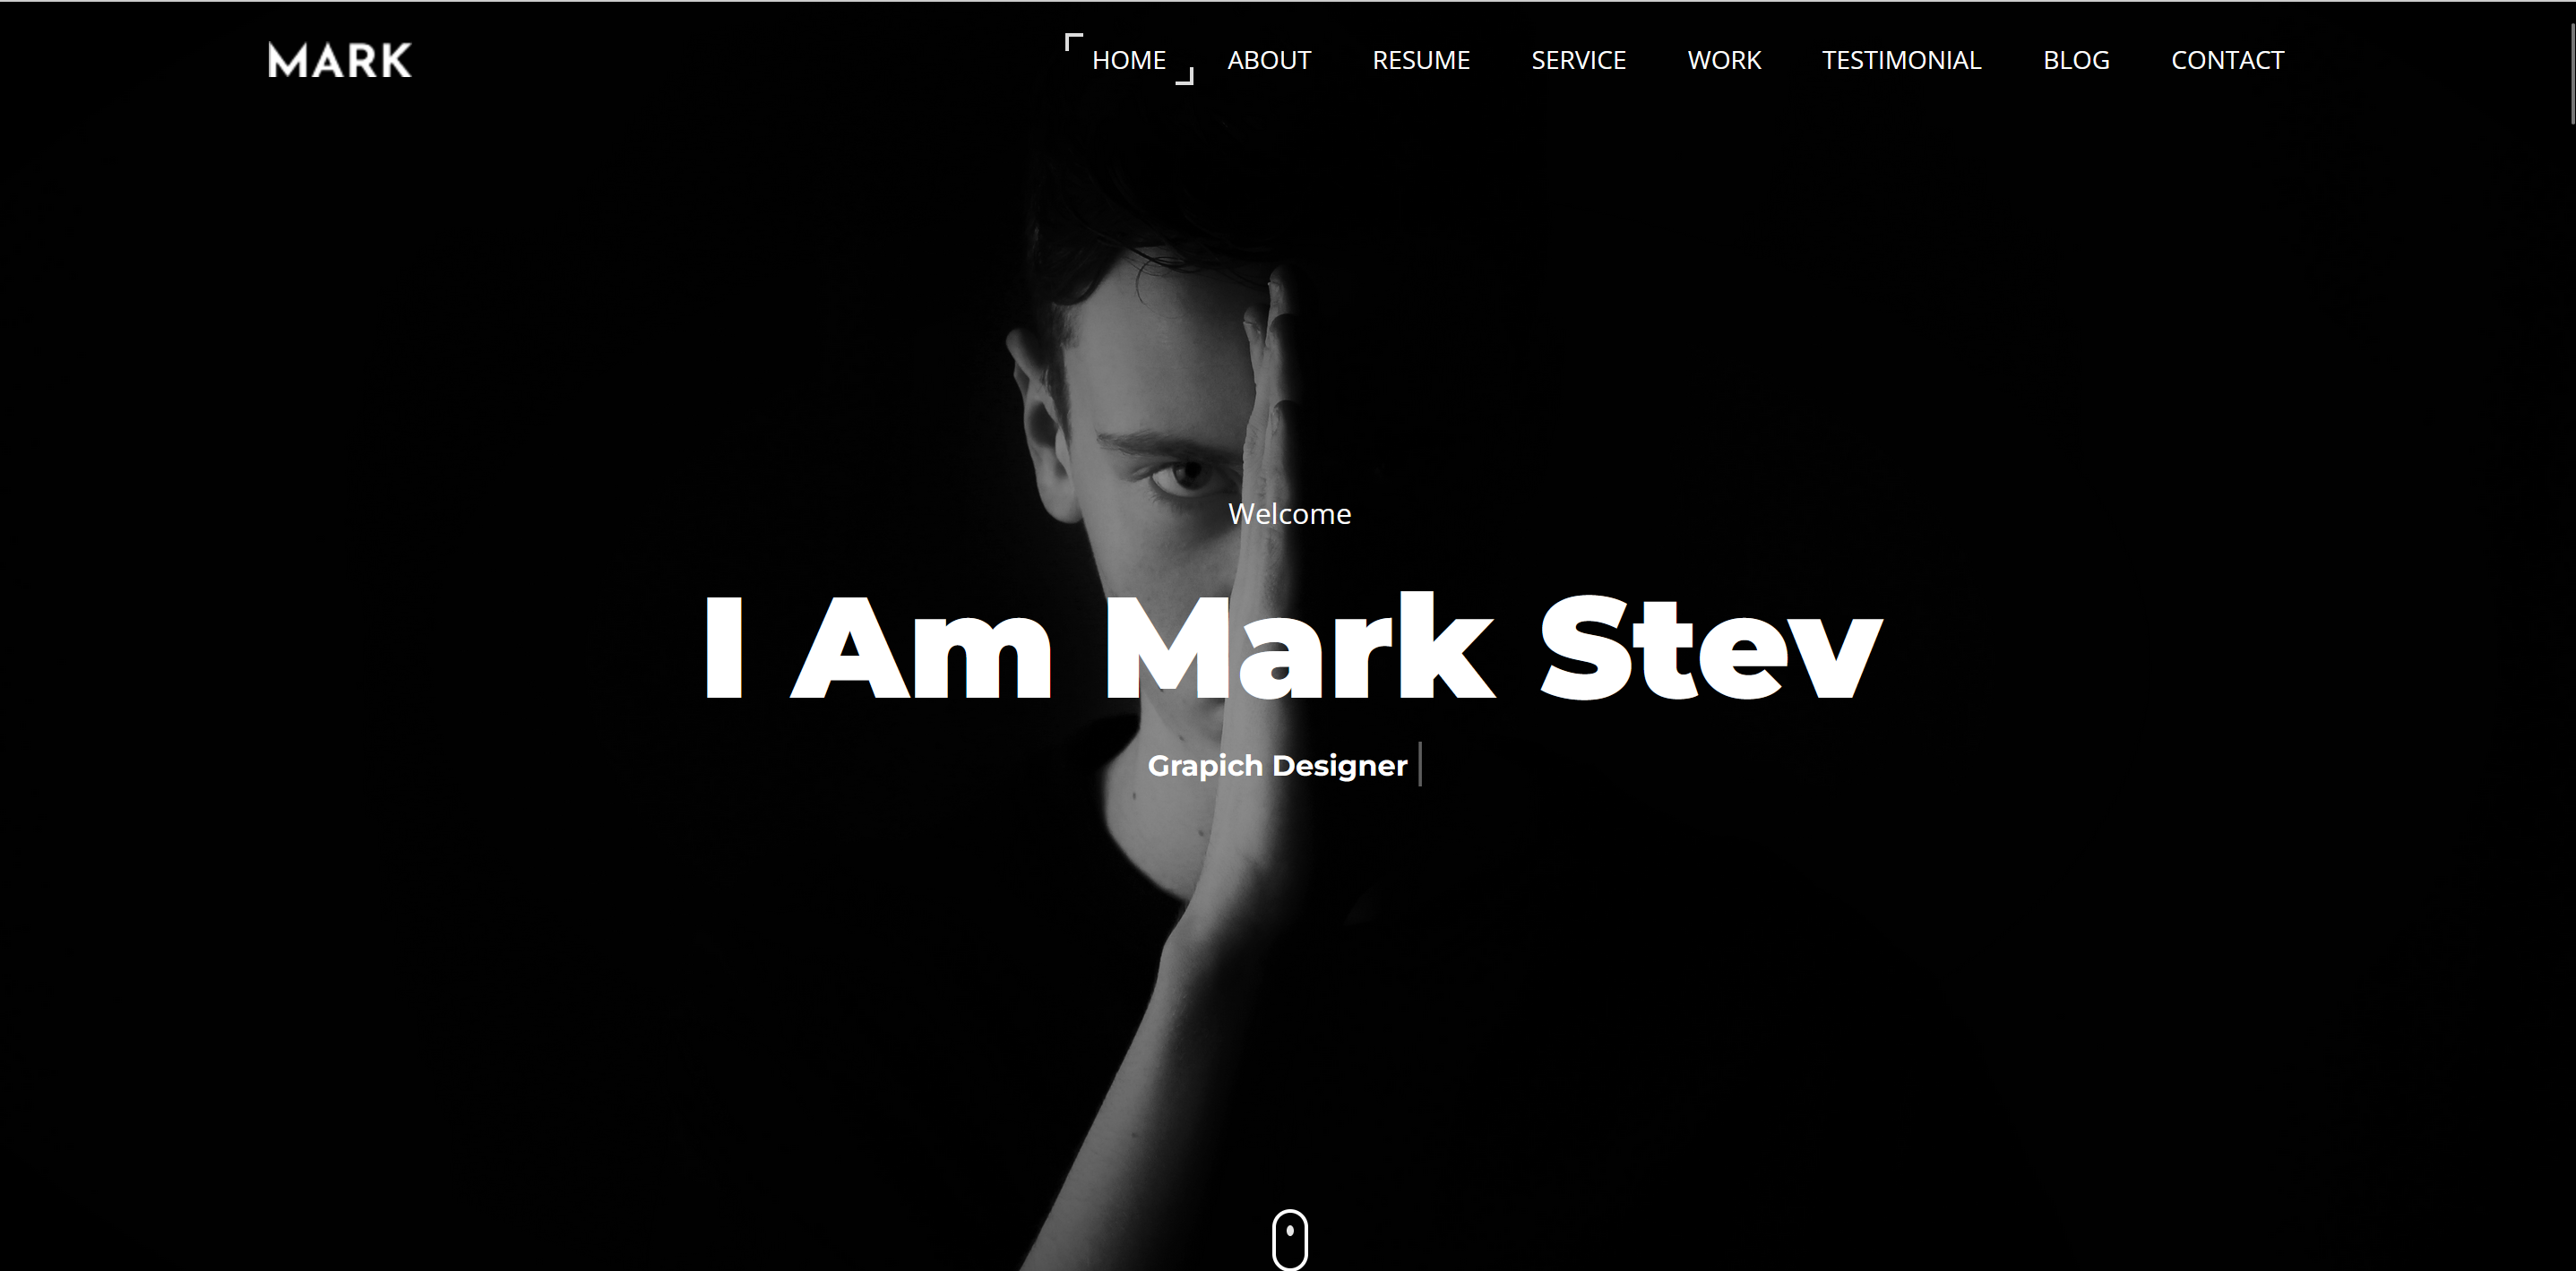 MARK
HOME ABOUT RESUME SERVICE WORK TESTIMONIAL BLOG CONTACT
Welcome
I Am Mark Stev
Grapich Designer